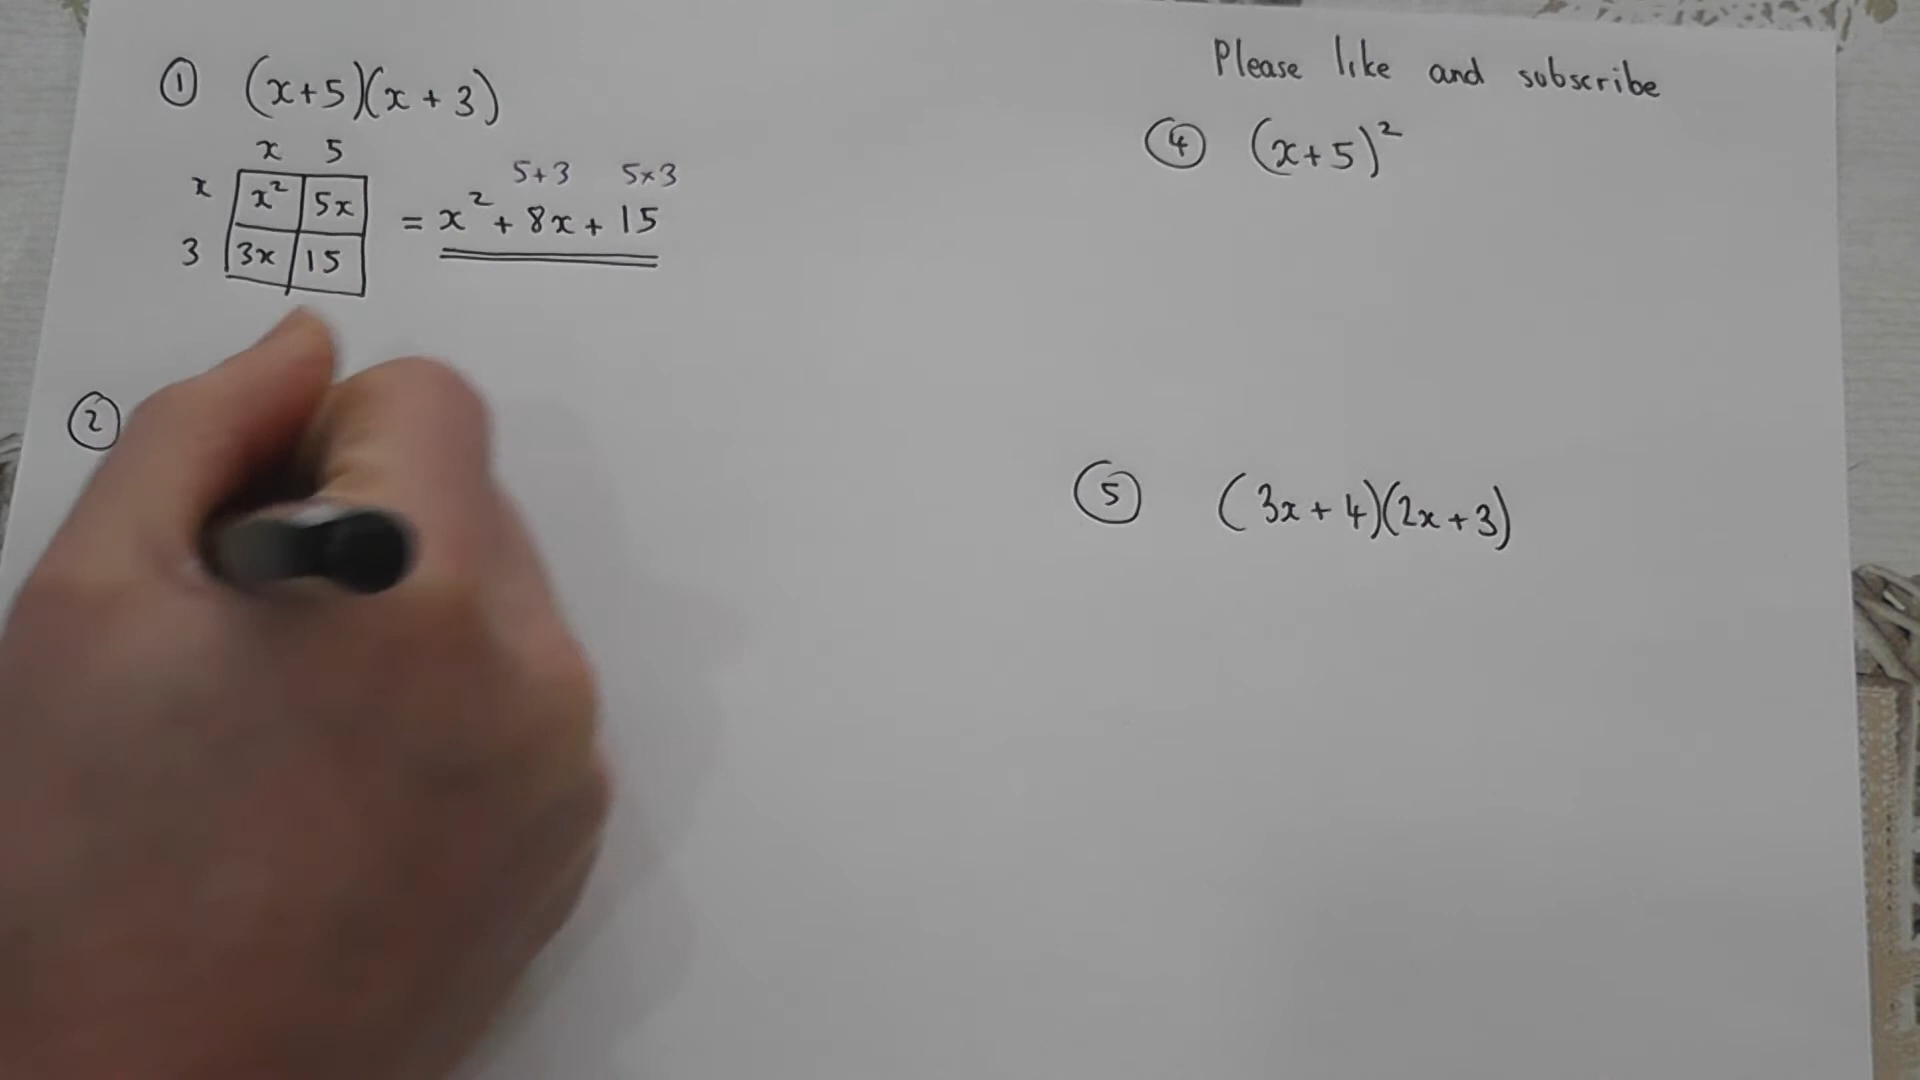 ① (x+5)(x+3)
x 5
x x² 5x
3 3x 15
5+3 5×3
= x² + 8x + 15
②
Please like and subscribe
④ (x+5)²
⑤ (3x+4)(2x+3)